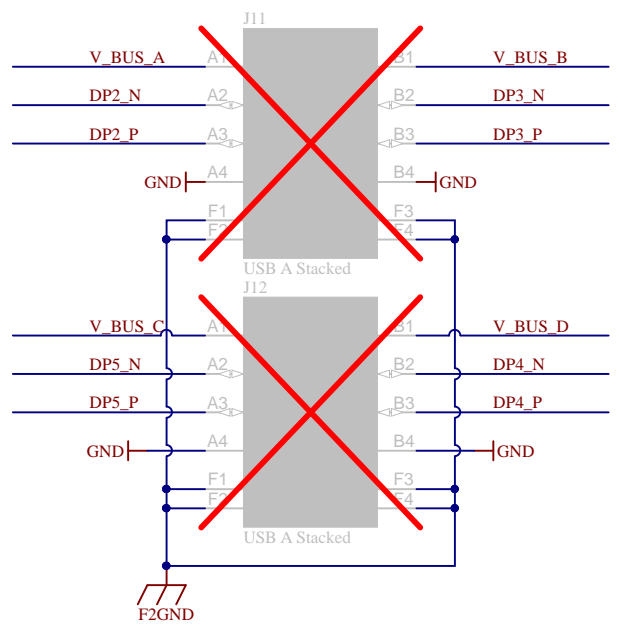 J11
V_BUS_A A1 B1 V_BUS_B
DP2_N A2 B2 DP3_N
DP2_P A3 B3 DP3_P
GND A4 B4 GND
F1 F3
F2 F4
USB A Stacked
J12
V_BUS_C A1 B1 V_BUS_D
DP5_N A2 B2 DP4_N
DP5_P A3 B3 DP4_P
GND A4 B4 GND
F1 F3
F2 F4
USB A Stacked
F2GND